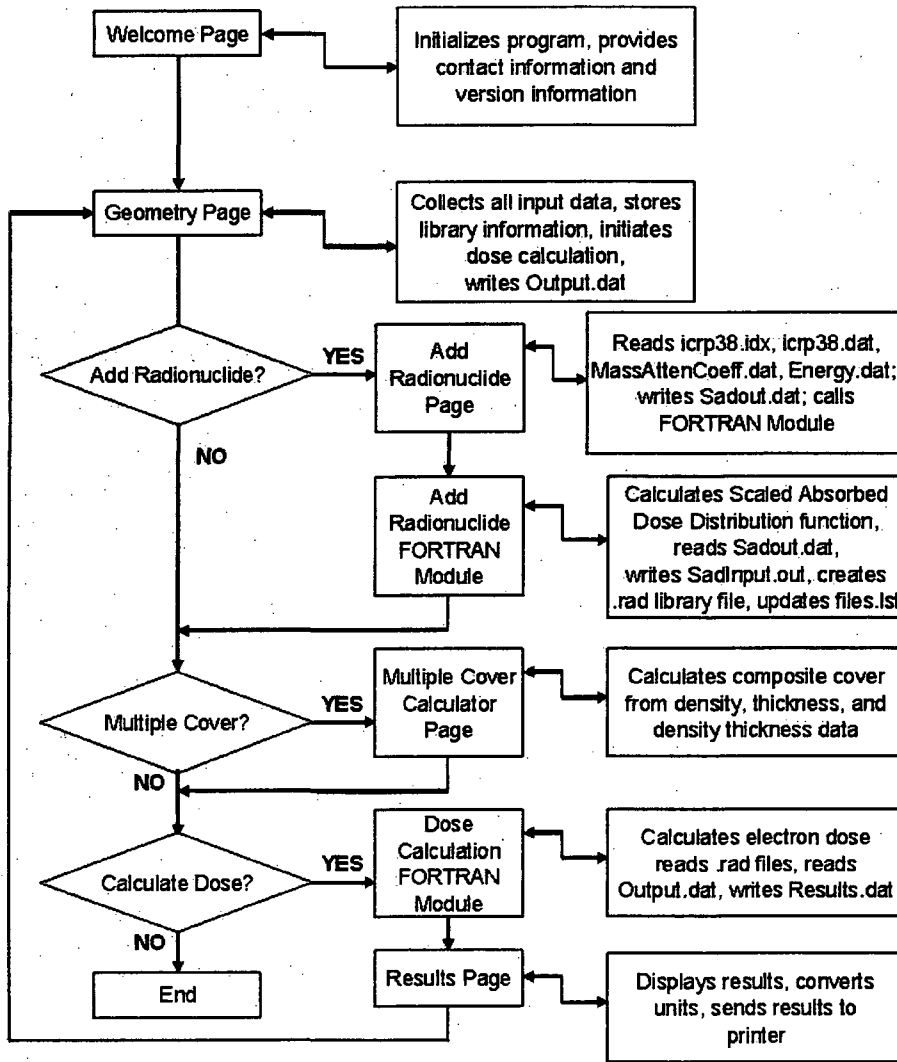 Welcome Page
Initializes program, provides
contact information and
version information
Geometry Page
Collects all input data, stores
library information, initiates
dose calculation,
writes Output.dat
Add Radionuclide?
YES
NO
Add
Radionuclide
Page
Reads icrp38.idx, icrp38.dat,
MassAttenCoeff.dat, Energy.dat;
writes Sadout.dat; calls
FORTRAN Module
Add
Radionuclide
FORTRAN
Module
Calculates Scaled Absorbed
Dose Distribution function,
reads Sadout.dat,
writes SadInput.out, creates
.rad library file, updates files.lst
Multiple Cover?
YES
NO
Multiple Cover
Calculator
Page
Calculates composite cover
from density, thickness, and
density thickness data
Calculate Dose?
YES
NO
Dose
Calculation
FORTRAN
Module
Calculates electron dose
reads .rad files, reads
Output.dat, writes Results.dat
End
Results Page
Displays results, converts
units, sends results to
printer